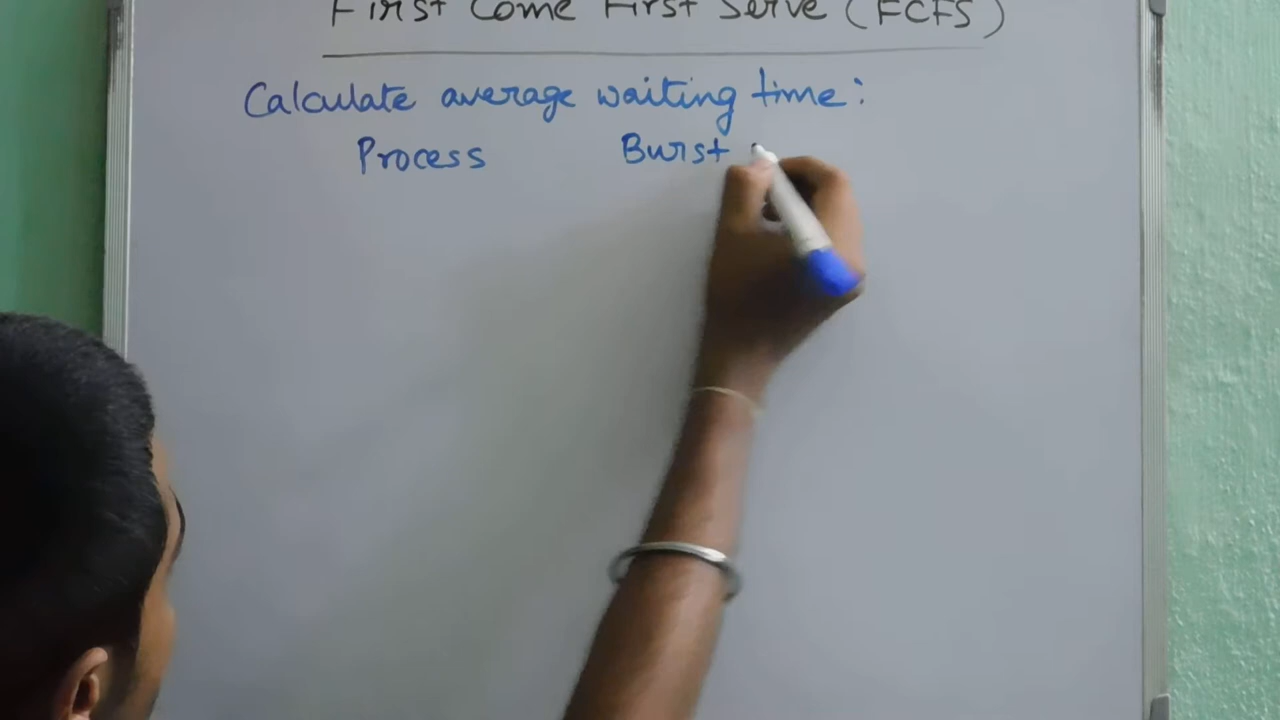 First Come First Serve (FCFS)
Calculate average waiting time:
Process Burst